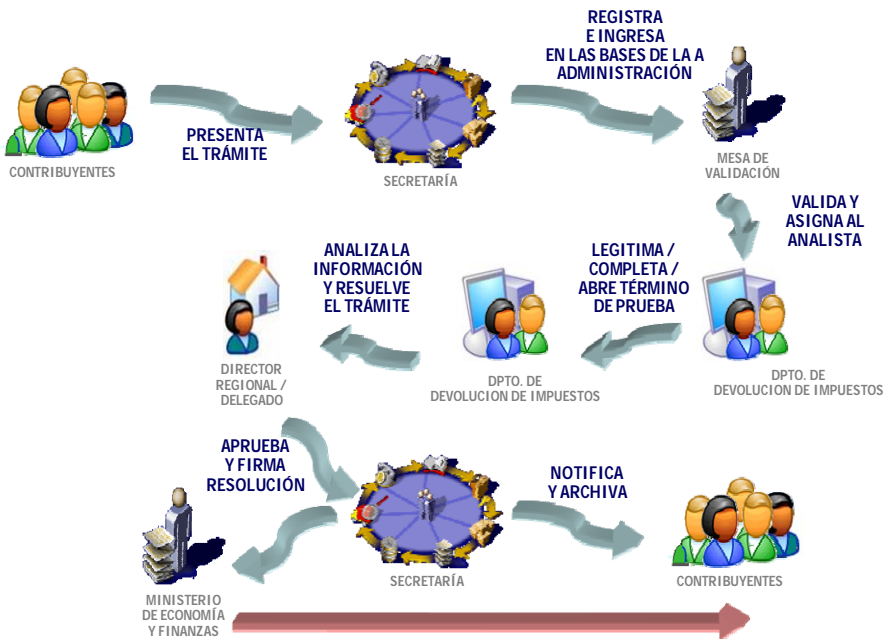 REGISTRA
E INGRESA
EN LAS BASES DE LA A
ADMINISTRACIÓN
PRESENTA
EL TRÁMITE
CONTRIBUYENTES
SECRETARÍA
MESA DE
VALIDACIÓN
VALIDA Y
ASIGNA AL
ANALISTA
LEGITIMA /
COMPLETA /
ABRE TÉRMINO
DE PRUEBA
ANALIZA LA
INFORMACIÓN
Y RESUELVE
EL TRÁMITE
DPTO. DE
DEVOLUCION DE IMPUESTOS
DPTO. DE
DEVOLUCION DE IMPUESTOS
DIRECTOR
REGIONAL /
DELEGADO
APRUEBA
Y FIRMA
RESOLUCIÓN
NOTIFICA
Y ARCHIVA
SECRETARÍA
CONTRIBUYENTES
MINISTERIO
DE ECONOMÍA
Y FINANZAS